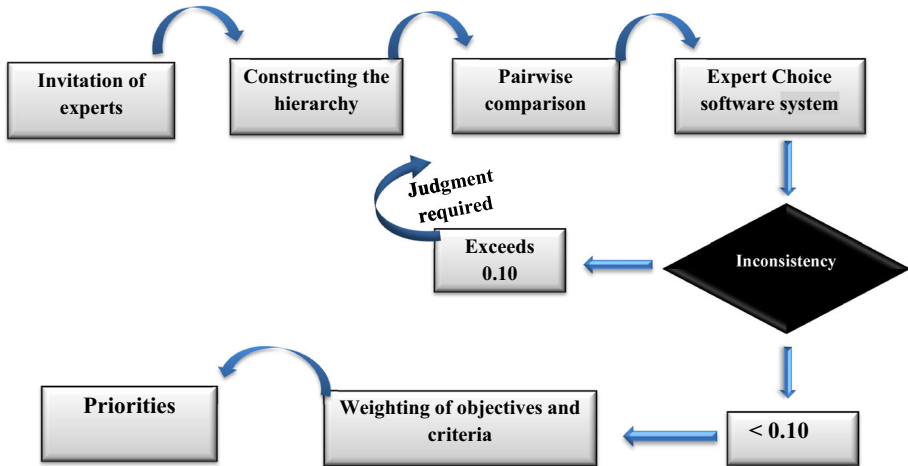 Invitation of
experts
Constructing the
hierarchy
Pairwise
comparison
Expert Choice
software system
Judgment
required
Exceeds
0.10
Inconsistency
Priorities
Weighting of objectives and
criteria
< 0.10